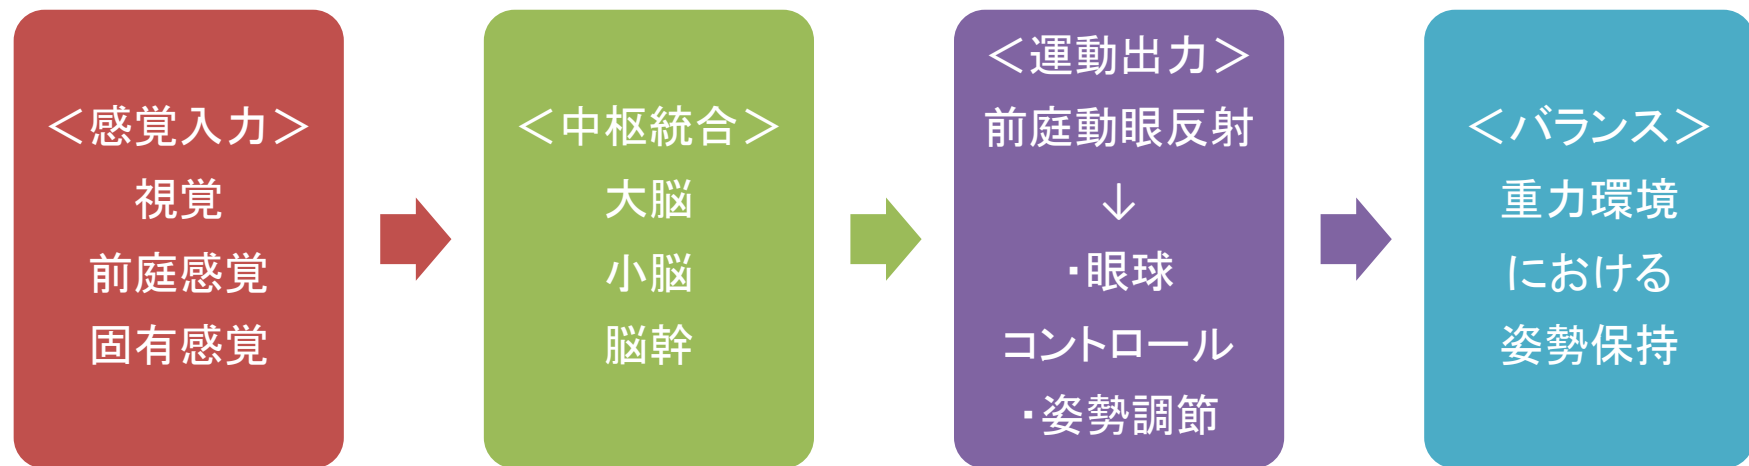 ＜感覚入力＞
視覚
前庭感覚
固有感覚
＜中枢統合＞
大脳
小脳
脳幹
＜運動出力＞
前庭動眼反射
↓
・眼球
コントロール
・姿勢調節
＜バランス＞
重力環境
における
姿勢保持